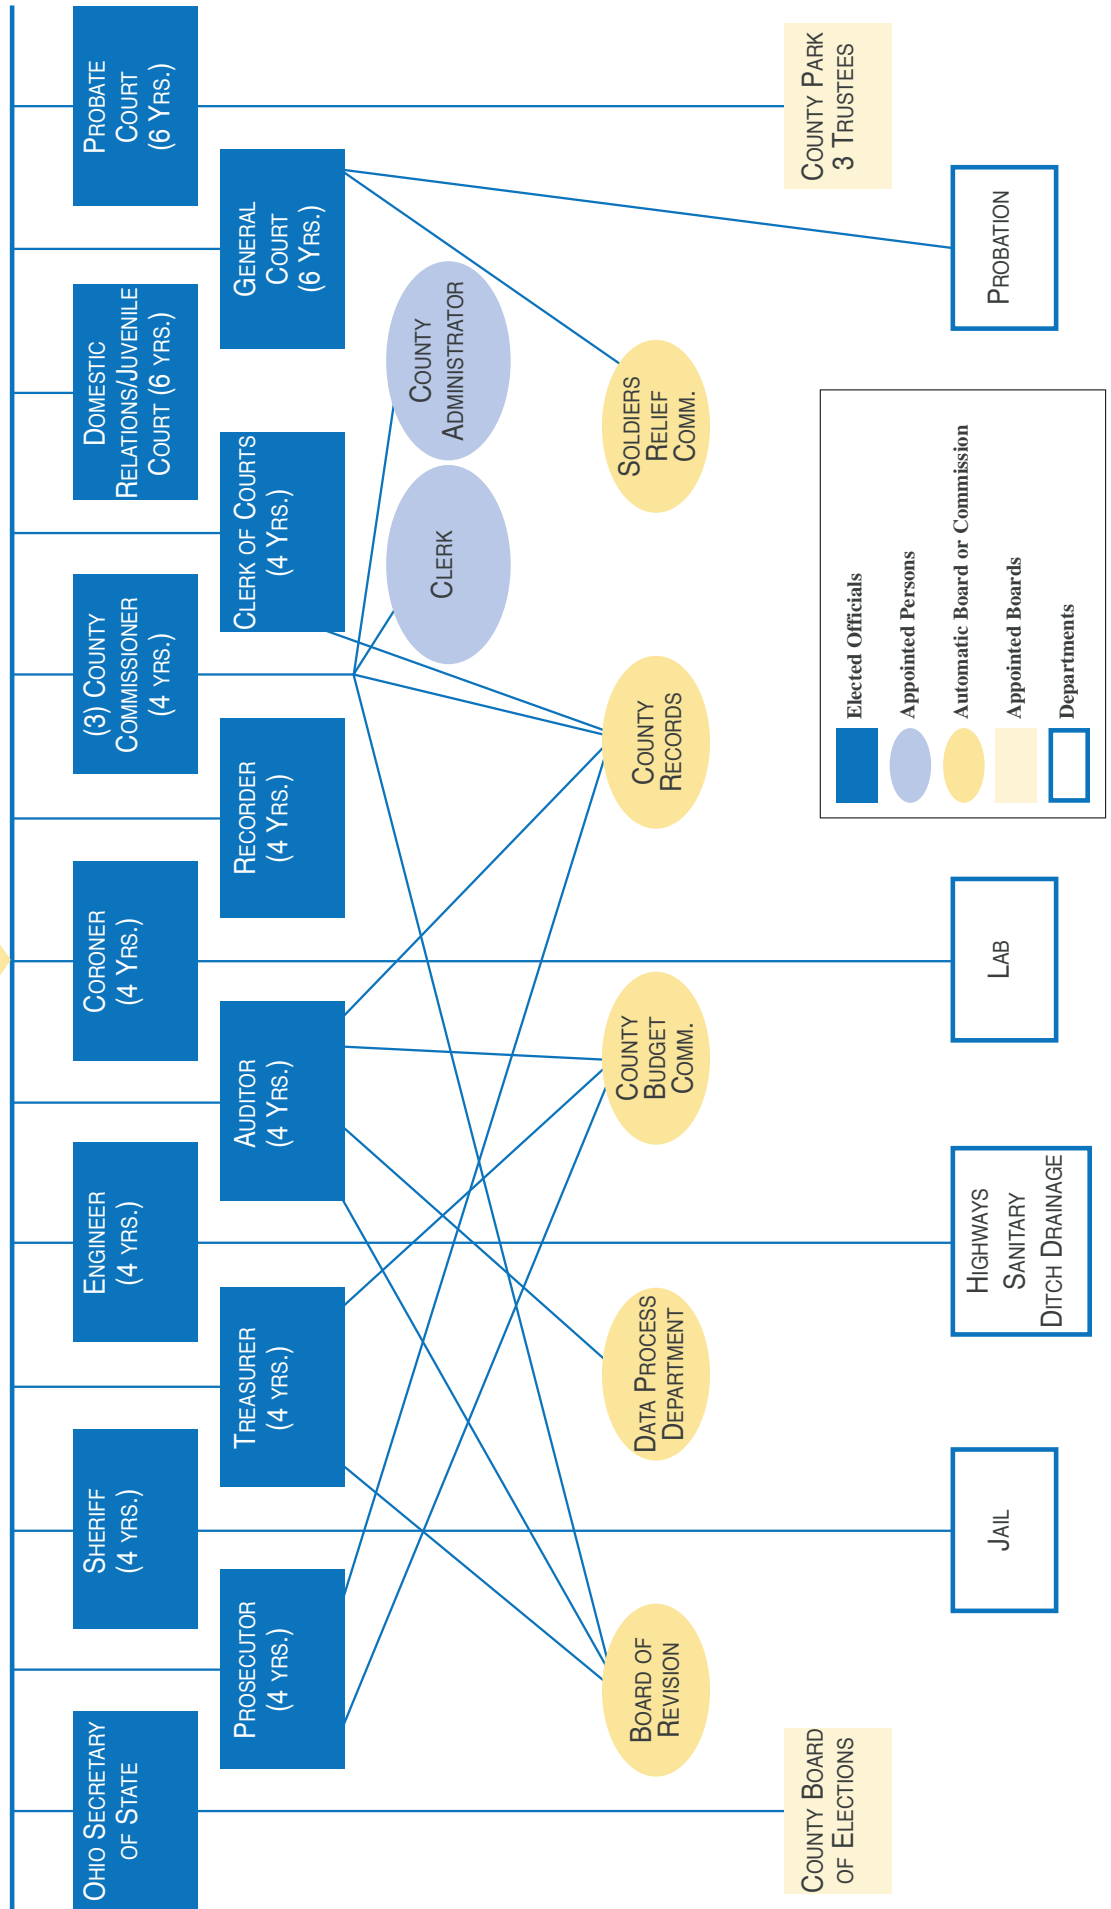 Ohio Secretary
of State
Sheriff
(4 yrs.)
Engineer
(4 yrs.)
Coroner
(4 Yrs.)
(3) County
Commissioner
(4 yrs.)
Domestic
Relations/Juvenile
Court (6 yrs.)
Probate
Court
(6 Yrs.)
Prosecutor
(4 yrs.)
Treasurer
(4 yrs.)
Auditor
(4 Yrs.)
Recorder
(4 Yrs.)
Clerk of Courts
(4 Yrs.)
General
Court
(6 Yrs.)
Clerk
County
Administrator
Board of
Revision
Data Process
Department
County
Budget
Comm.
County
Records
Soldiers
Relief
Comm.
County Board
of Elections
County Park
3 Trustees
Jail
Highways
Sanitary
Ditch Drainage
Lab
Probation
Elected Officials
Appointed Persons
Automatic Board or Commission
Appointed Boards
Departments